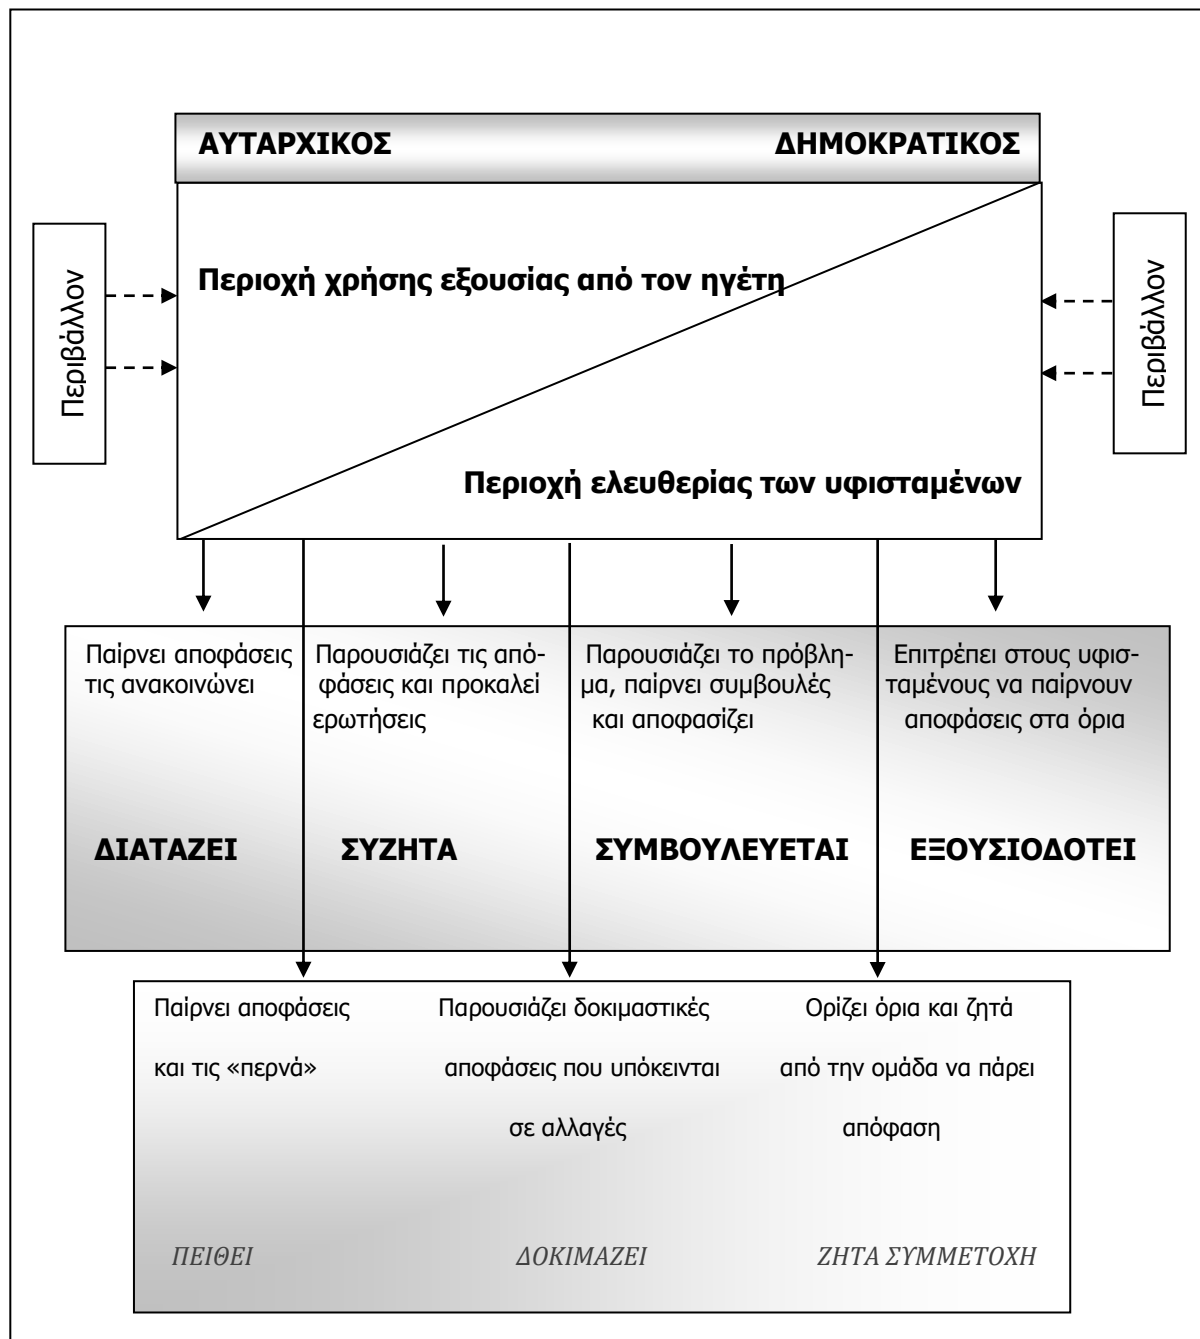 ΑΥΤΑΡΧΙΚΟΣ ΔΗΜΟΚΡΑΤΙΚΟΣ
Περιβάλλον
Περιοχή χρήσης εξουσίας από τον ηγέτη
Περιβάλλον
Περιοχή ελευθερίας των υφισταμένων
Παίρνει αποφάσεις
τις ανακοινώνει
ΔΙΑΤΑΖΕΙ
Παρουσιάζει τις από-
φάσεις και προκαλεί
ερωτήσεις
ΣΥΖΗΤΑ
Παρουσιάζει το πρόβλη-
μα, παίρνει συμβουλές
και αποφασίζει
ΣΥΜΒΟΥΛΕΥΕΤΑΙ
Επιτρέπει στους υφισ-
ταμένους να παίρνουν
αποφάσεις στα όρια
ΕΞΟΥΣΙΟΔΟΤΕΙ
Παίρνει αποφάσεις
και τις «περνά»
ΠΕΙΘΕΙ
Παρουσιάζει δοκιμαστικές
αποφάσεις που υπόκεινται
σε αλλαγές
ΔΟΚΙΜΑΖΕΙ
Ορίζει όρια και ζητά
από την ομάδα να πάρει
απόφαση
ΖΗΤΑ ΣΥΜΜΕΤΟΧΗ